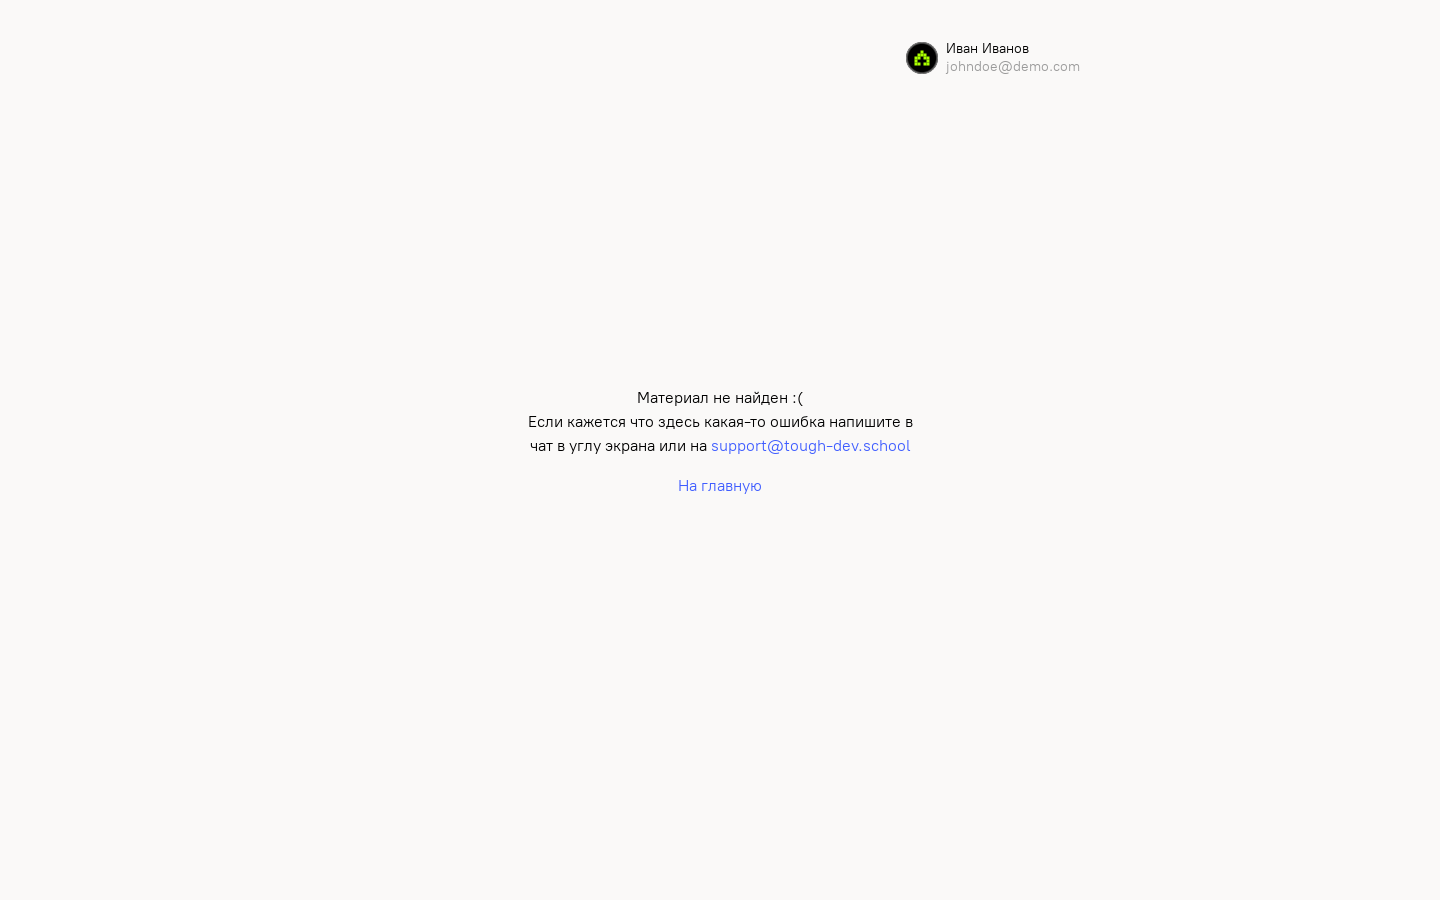 Иван Иванов
johndoe@demo.com
Материал не найден :(
Если кажется что здесь какая-то ошибка напишите в
чат в углу экрана или на support@tough-dev.school
На главную